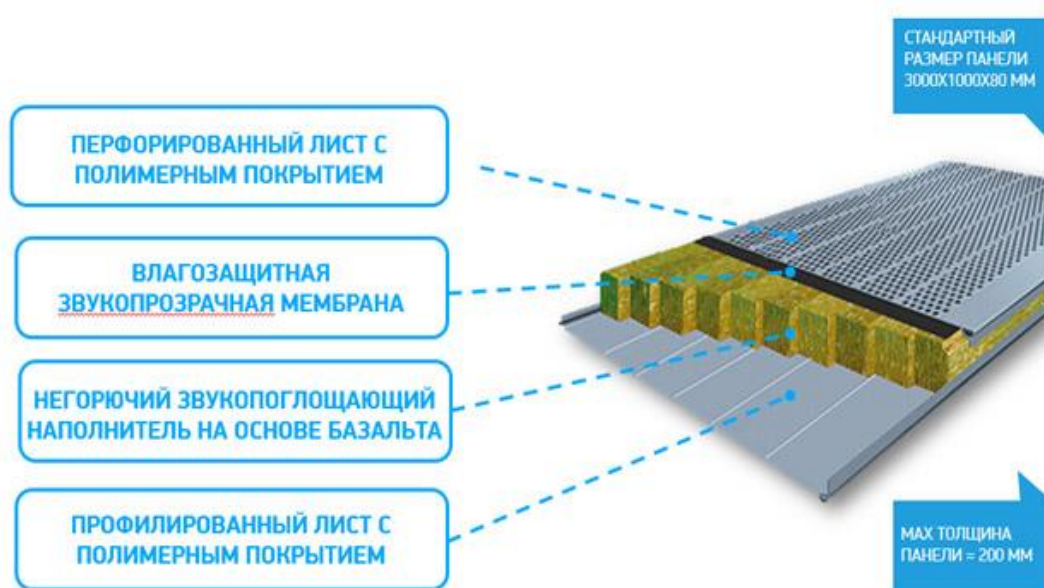 СТАНДАРТНЫЙ
РАЗМЕР ПАНЕЛИ
3000Х1000Х80 ММ
ПЕРФОРИРОВАННЫЙ ЛИСТ С
ПОЛИМЕРНЫМ ПОКРЫТИЕМ
ВЛАГОЗАЩИТНАЯ
ЗВУКОПРОЗРАЧНАЯ МЕМБРАНА
НЕГОРЮЧИЙ ЗВУКОПОГЛОЩАЮЩИЙ
НАПОЛНИТЕЛЬ НА ОСНОВЕ БАЗАЛЬТА
ПРОФИЛИРОВАННЫЙ ЛИСТ С
ПОЛИМЕРНЫМ ПОКРЫТИЕМ
MAX ТОЛЩИНА
ПАНЕЛИ = 200 ММ